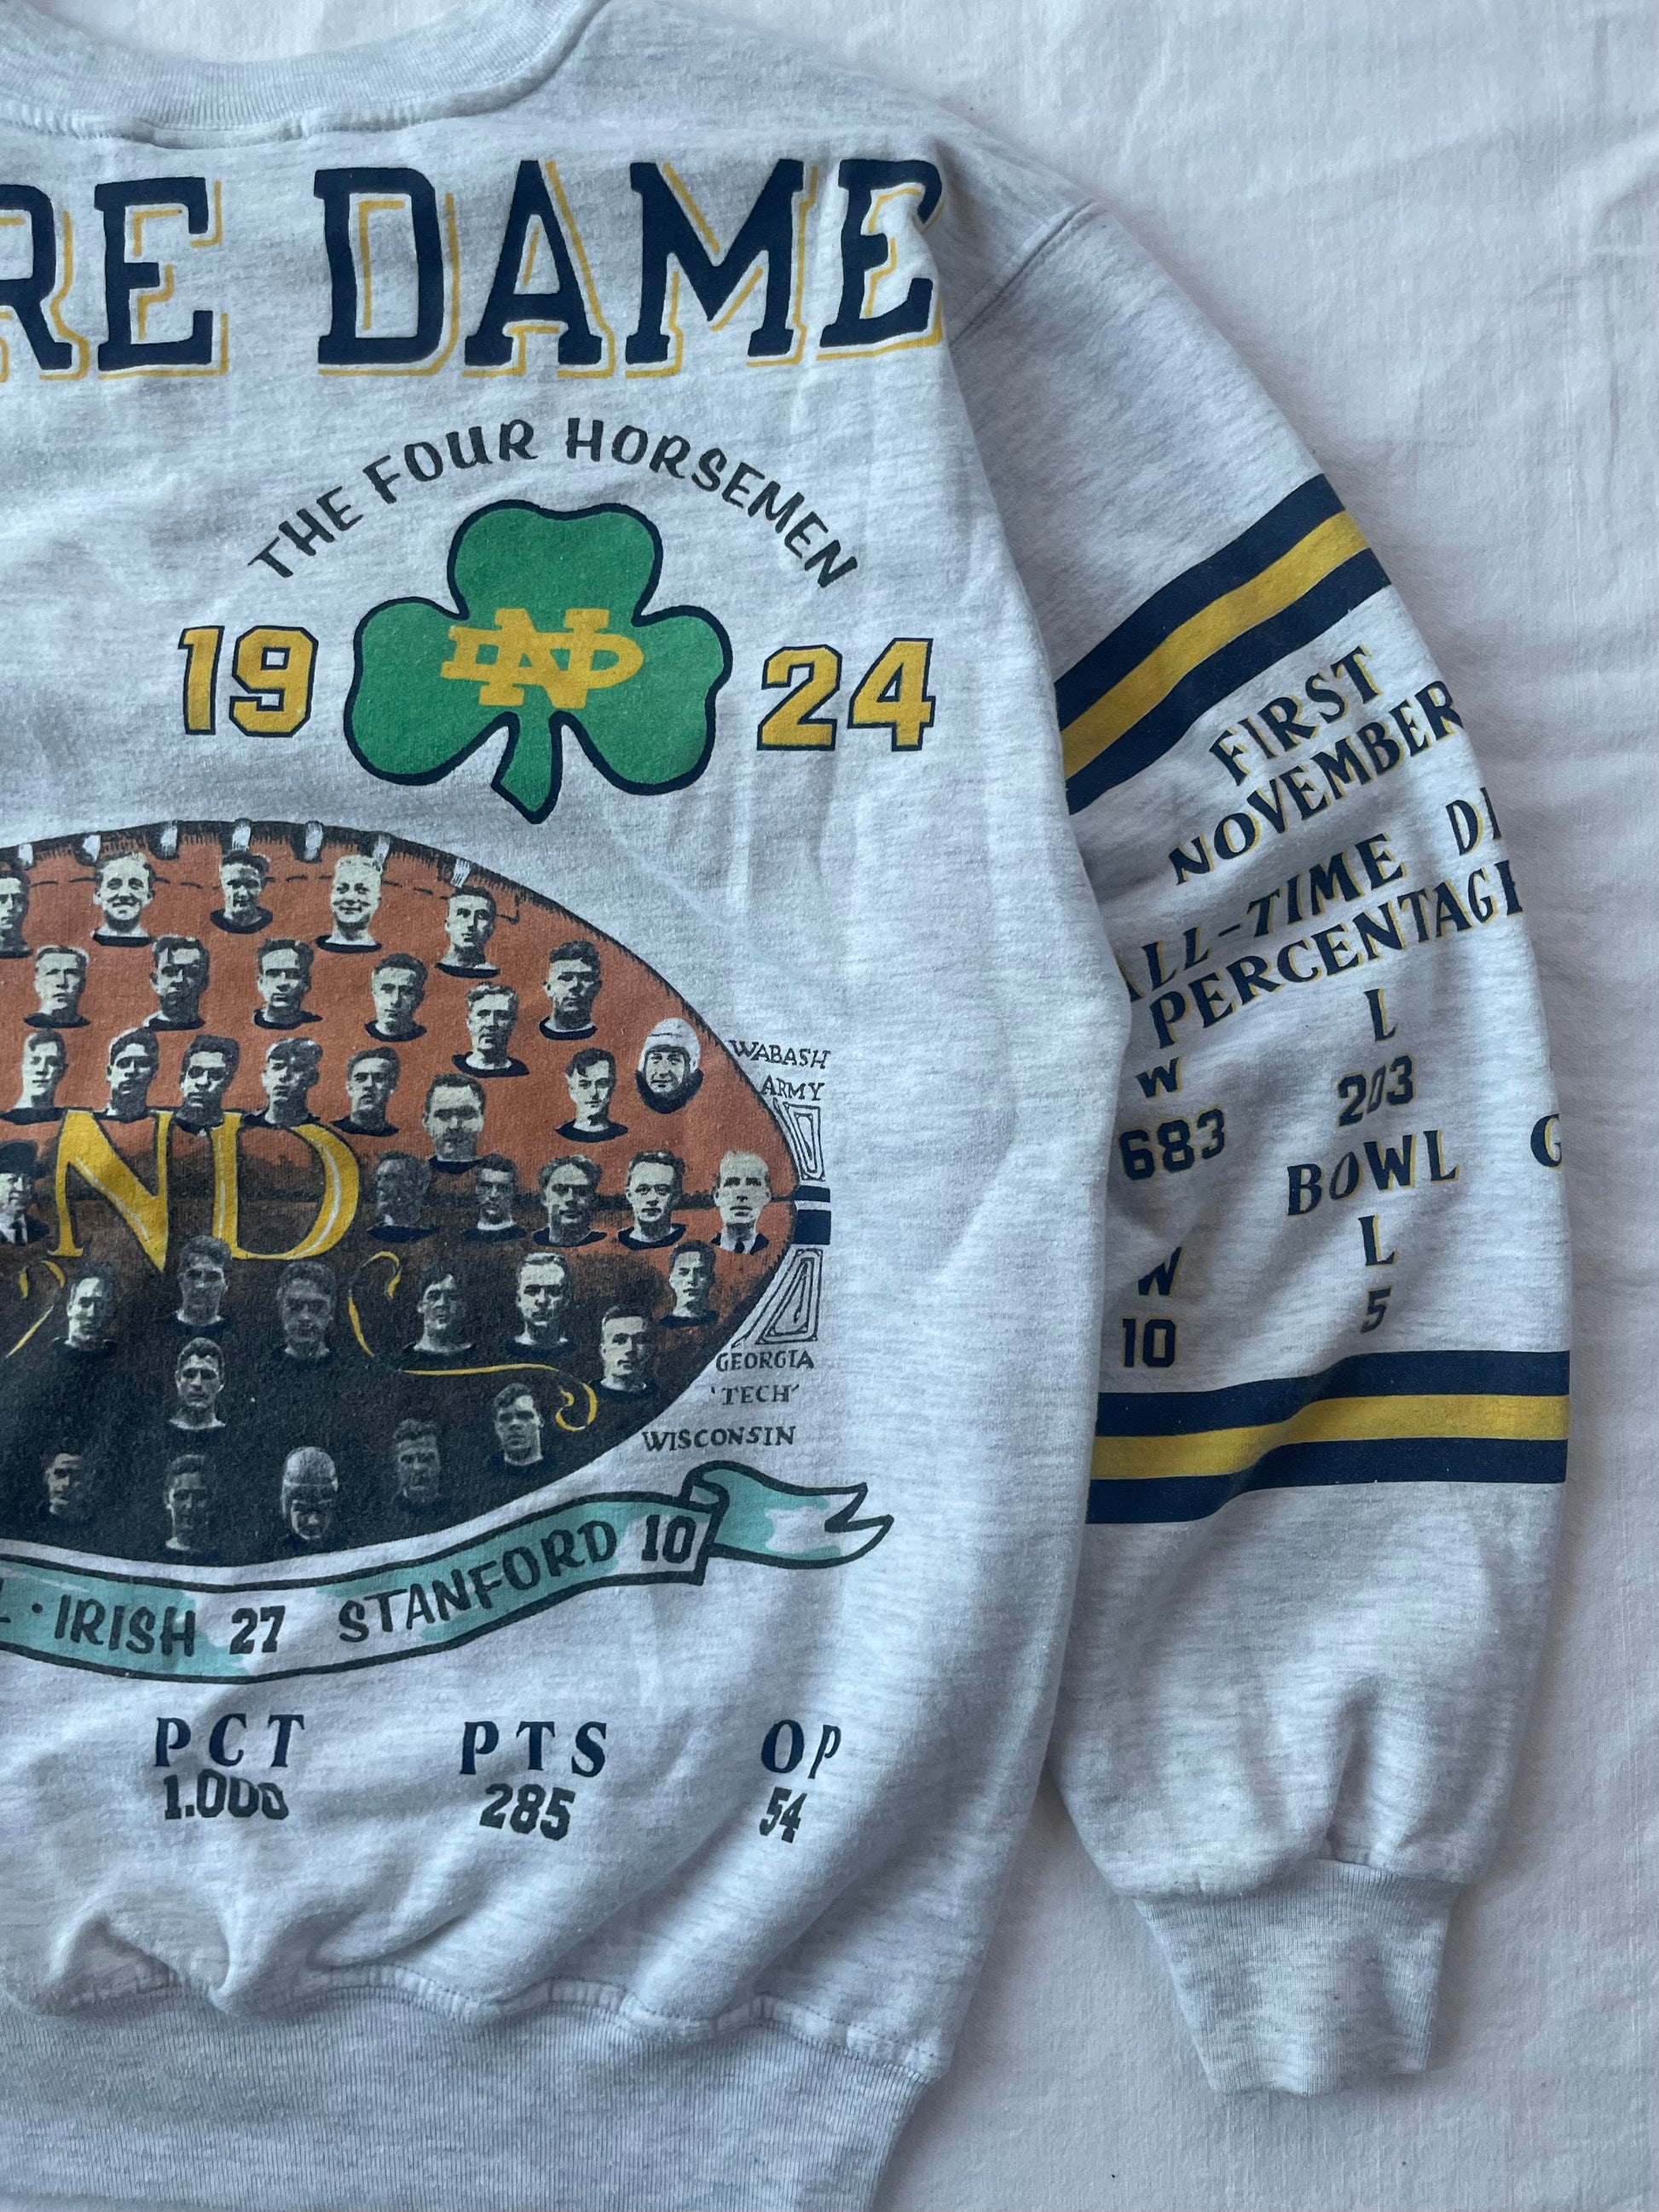 RE DAME
THE FOUR HORSEMEN
19 ND 24
WABASH
ARMY
ND
GEORGIA
'TECH'
WISCONSIN
L · IRISH 27 STANFORD 10
PCT PTS OP
1.000 285 54
FIRST
NOVEMBER
ALL-TIME
PERCENTAGE
W L
683 203
BOWL G
W L
10 5